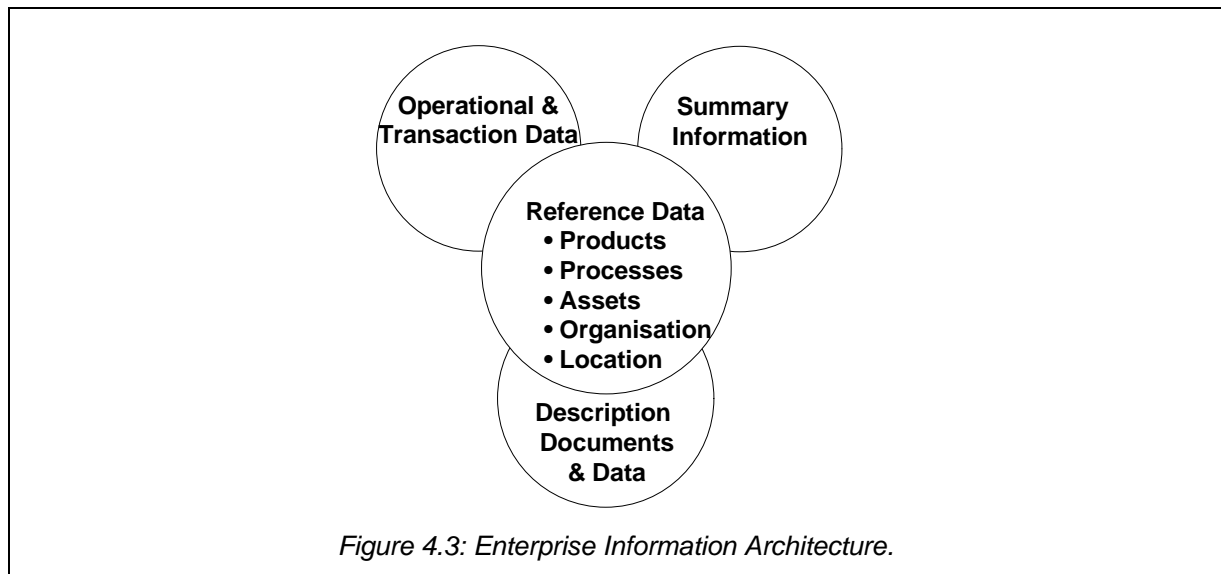 Operational &
Transaction Data
Summary
Information
Reference Data
• Products
• Processes
• Assets
• Organisation
• Location
Description
Documents
& Data
Figure 4.3: Enterprise Information Architecture.